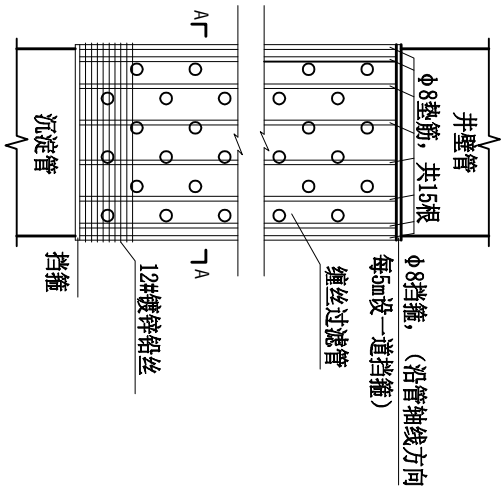 井壁管
φ8垫筋，共15根
φ8挡箍，（沿管轴线方向
每5m设一道挡箍）
缠丝过滤管
A
A
12#镀锌铅丝
沉淀管
挡箍